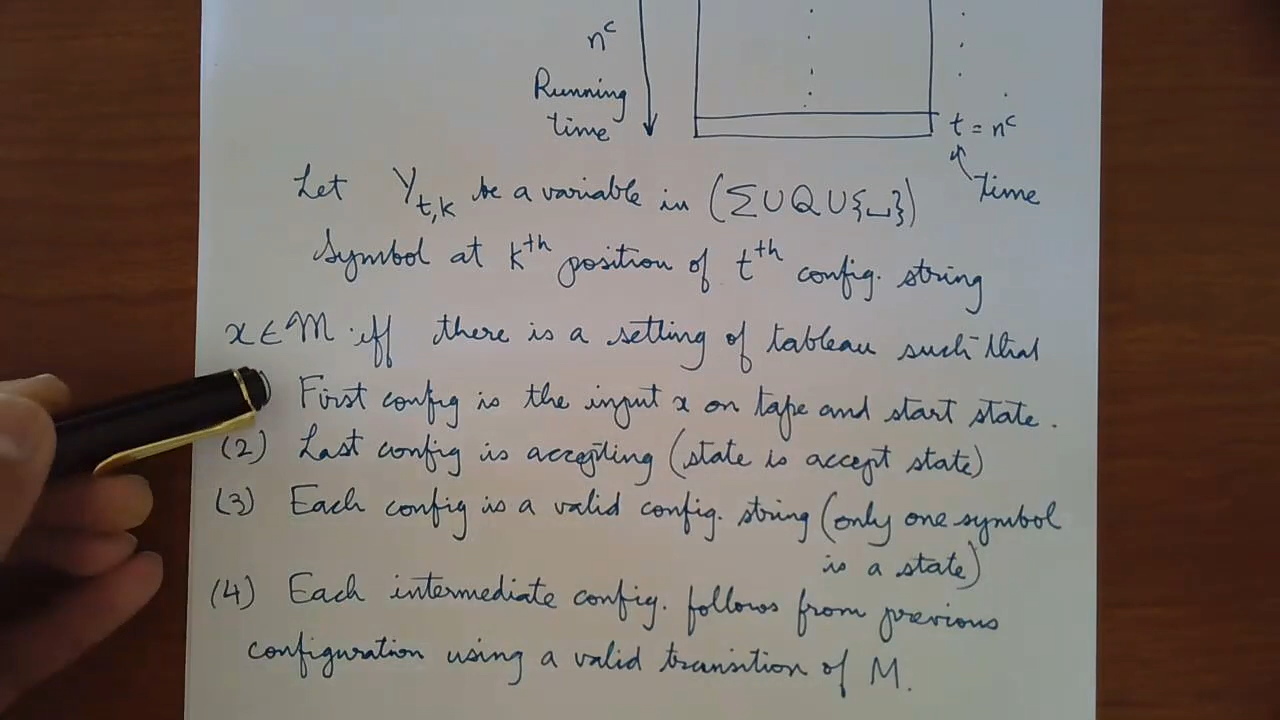 n^c
Running
time
t = n^c
time
Let Y_{t,k} be a variable in (Σ∪Q∪{␣})
Symbol at k^th position of t^th config. string
x ∈ M iff there is a setting of tableau such that
First config is the input x on tape and start state.
(2) Last config is accepting (state is accept state)
(3) Each config is a valid config. string (only one symbol
is a state)
(4) Each intermediate config. follows from previous
configuration using a valid transition of M.